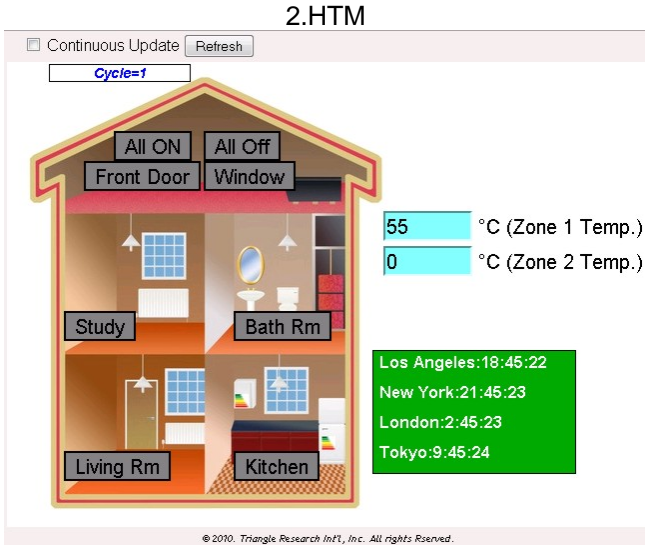 2.HTM
Continuous Update Refresh
Cycle=1
All ON All Off
Front Door Window
55 °C (Zone 1 Temp.)
0 °C (Zone 2 Temp.)
Study Bath Rm
Los Angeles:18:45:22
New York:21:45:23
London:2:45:23
Tokyo:9:45:24
Living Rm Kitchen
©2010. Triangle Research Int'l, Inc. All rights Rserved.